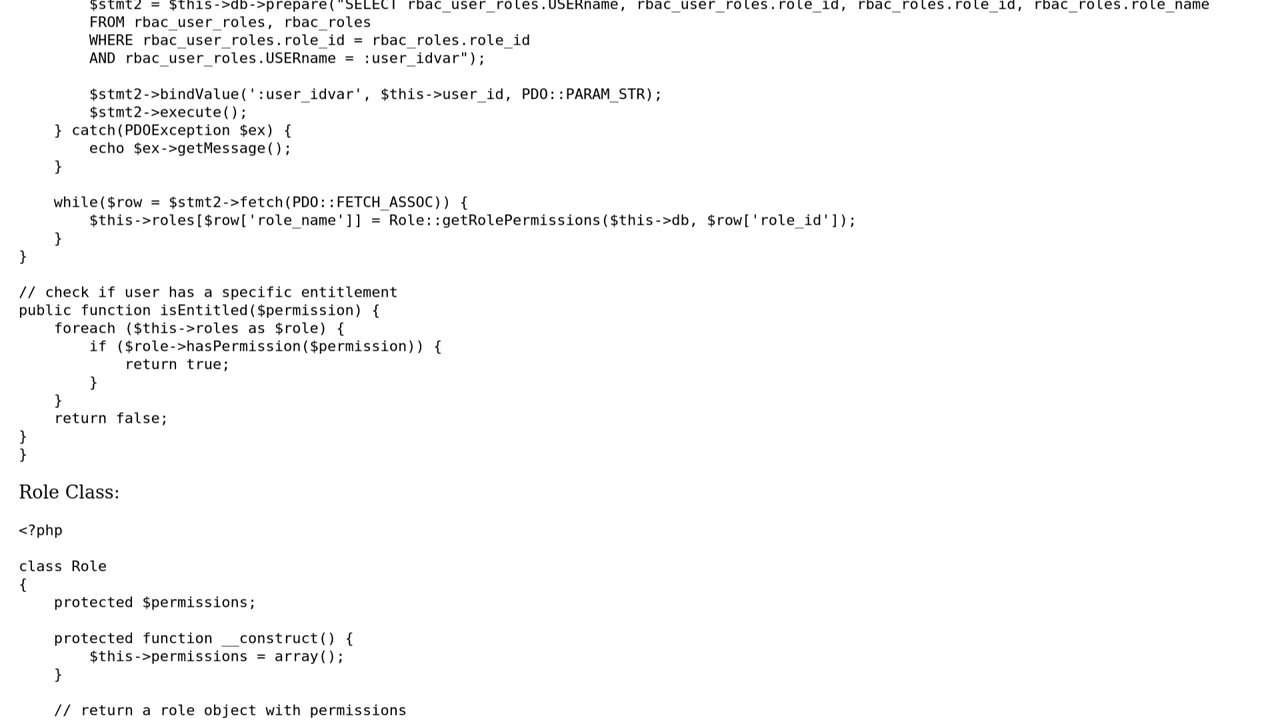 $stmt2 = $this->db->prepare("SELECT rbac_user_roles.USERname, rbac_user_roles.role_id, rbac_roles.role_id, rbac_roles.role_name
FROM rbac_user_roles, rbac_roles
WHERE rbac_user_roles.role_id = rbac_roles.role_id
AND rbac_user_roles.USERname = :user_idvar");
$stmt2->bindValue(':user_idvar', $this->user_id, PDO::PARAM_STR);
$stmt2->execute();
} catch(PDOException $ex) {
echo $ex->getMessage();
}
while($row = $stmt2->fetch(PDO::FETCH_ASSOC)) {
$this->roles[$row['role_name']] = Role::getRolePermissions($this->db, $row['role_id']);
}
}
// check if user has a specific entitlement
public function isEntitled($permission) {
foreach ($this->roles as $role) {
if ($role->hasPermission($permission)) {
return true;
}
}
return false;
}
}
Role Class:
<?php
class Role
{
protected $permissions;
protected function __construct() {
$this->permissions = array();
}
// return a role object with permissions